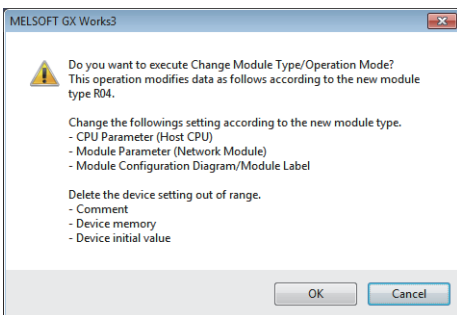 MELSOFT GX Works3
Do you want to execute Change Module Type/Operation Mode?
This operation modifies data as follows according to the new module
type R04.
Change the followings setting according to the new module type.
- CPU Parameter (Host CPU)
- Module Parameter (Network Module)
- Module Configuration Diagram/Module Label
Delete the device setting out of range.
- Comment
- Device memory
- Device initial value
OK
Cancel